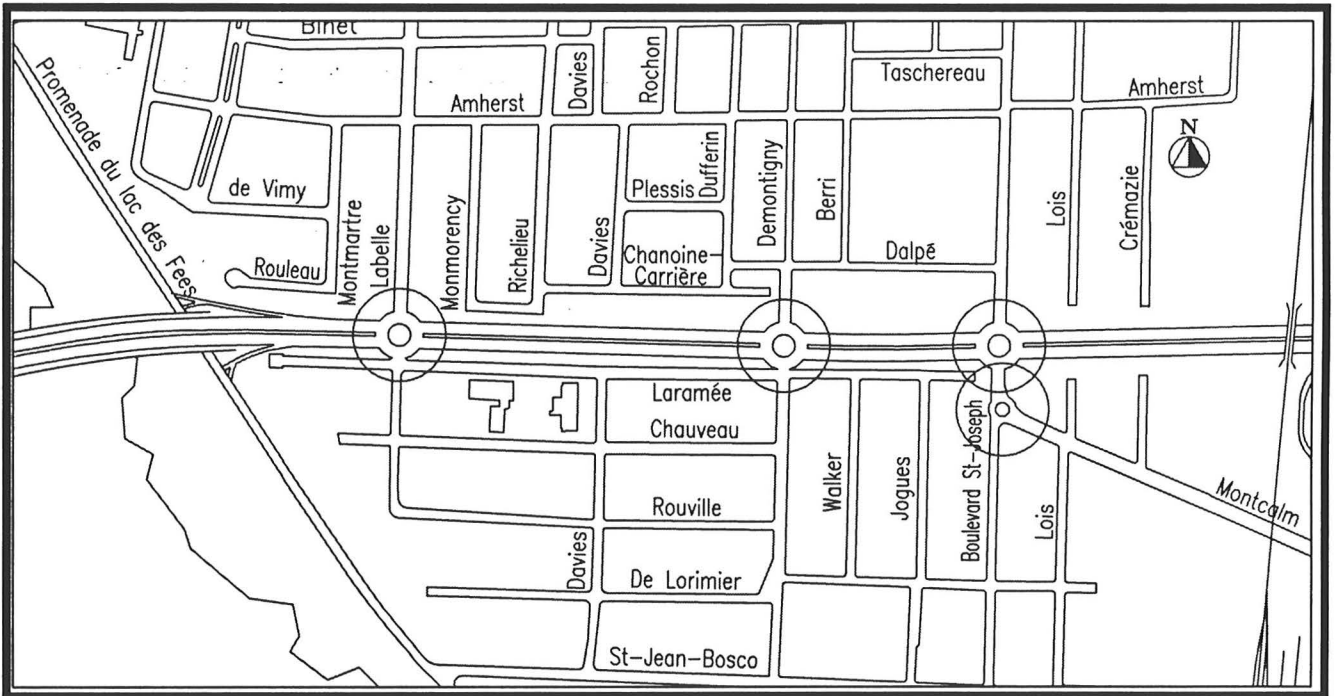 Binet
Promenade du lac des Fees
Amherst
Davies
Rochon
Taschereau
Amherst
N
de Vimy
Montmartre
Labelle
Monmorency
Richelieu
Davies
Plessis
Dufferin
Demontigny
Berri
Lois
Crémazie
Rouleau
Chanoine-
Carrière
Dalpé
Laramée
Chauveau
Walker
Jogues
Boulevard St-Joseph
Lois
Montcalm
Rouville
Davies
De Lorimier
St-Jean-Bosco